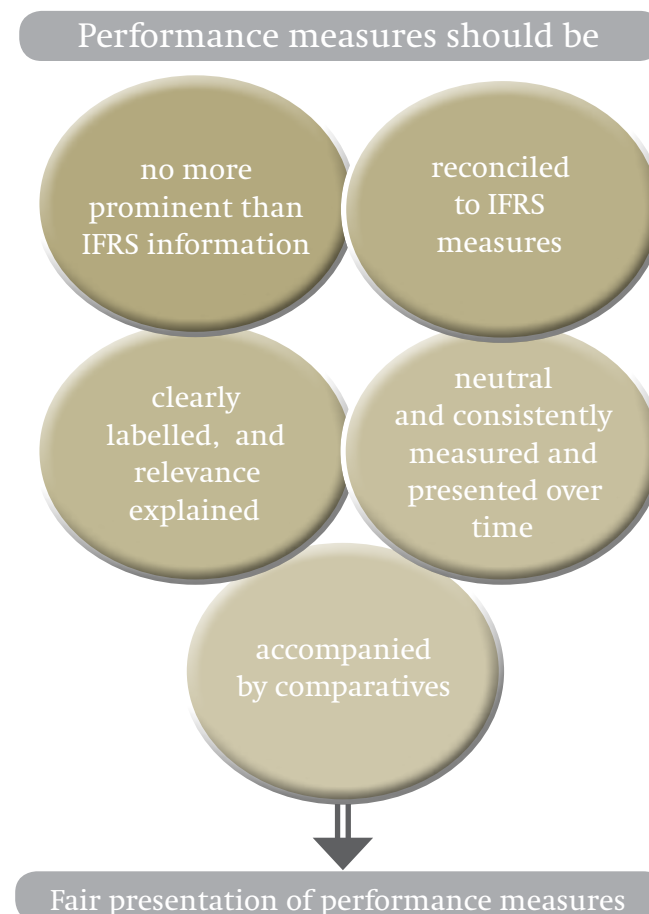 Performance measures should be
no more
prominent than
IFRS information
reconciled
to IFRS
measures
clearly
labelled, and
relevance
explained
neutral
and consistently
measured and
presented over
time
accompanied
by comparatives
Fair presentation of performance measures